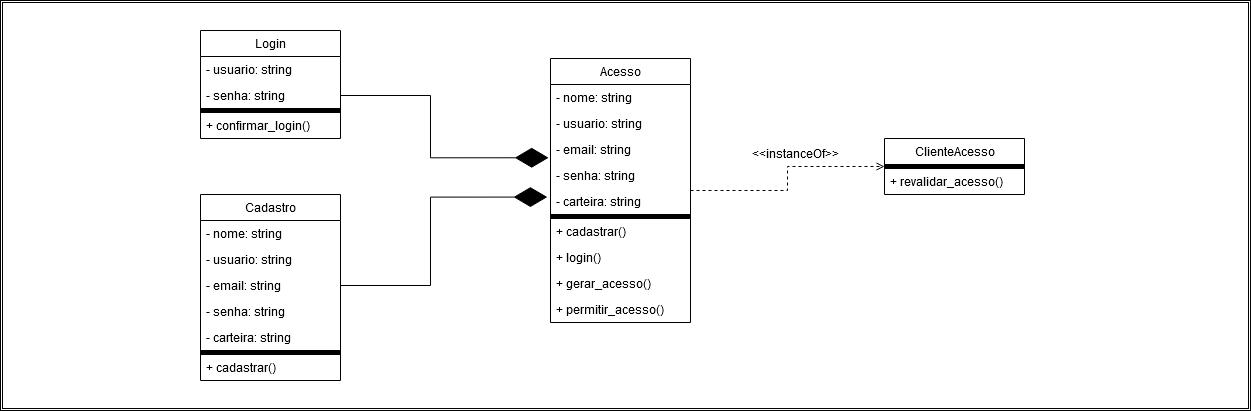 Login
- usuario: string
- senha: string
+ confirmar_login()
Cadastro
- nome: string
- usuario: string
- email: string
- senha: string
- carteira: string
+ cadastrar()
Acesso
- nome: string
- usuario: string
- email: string
- senha: string
- carteira: string
+ cadastrar()
+ login()
+ gerar_acesso()
+ permitir_acesso()
<<instanceOf>>
ClienteAcesso
+ revalidar_acesso()